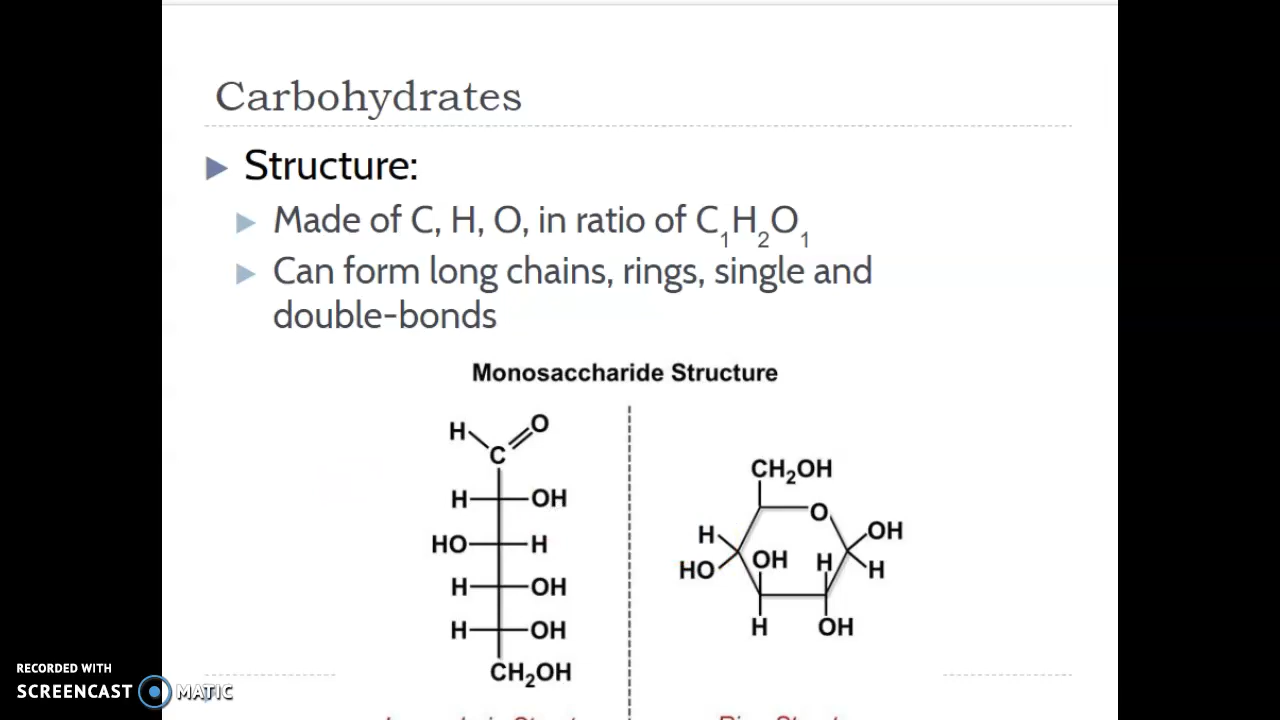 Carbohydrates
Structure:
Made of C, H, O, in ratio of C₁H₂O₁
Can form long chains, rings, single and
double-bonds
Monosaccharide Structure
H O
C
CH₂OH
H OH
O
HO H
H OH
OH H
HO H
H OH
H OH
H OH
CH₂OH
RECORDED WITH
SCREENCAST MATIC